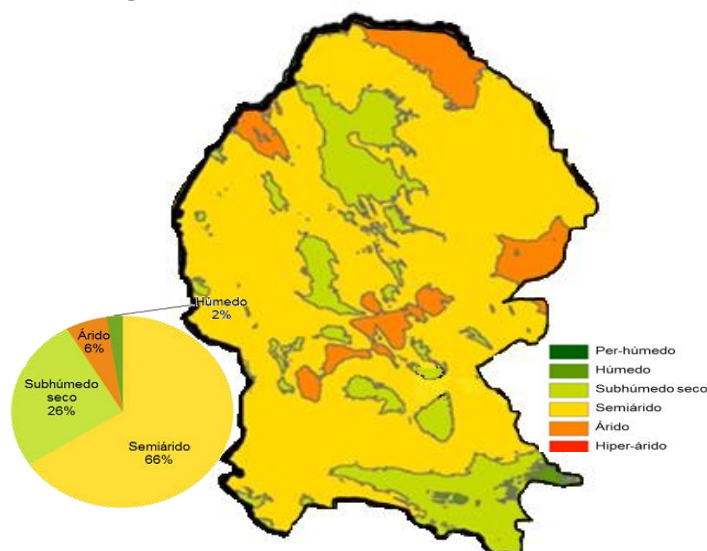 Húmedo
2%
Árido
6%
Subhúmedo
seco
26%
Semiárido
66%
Per-húmedo
Húmedo
Subhúmedo seco
Semiárido
Árido
Hiper-árido